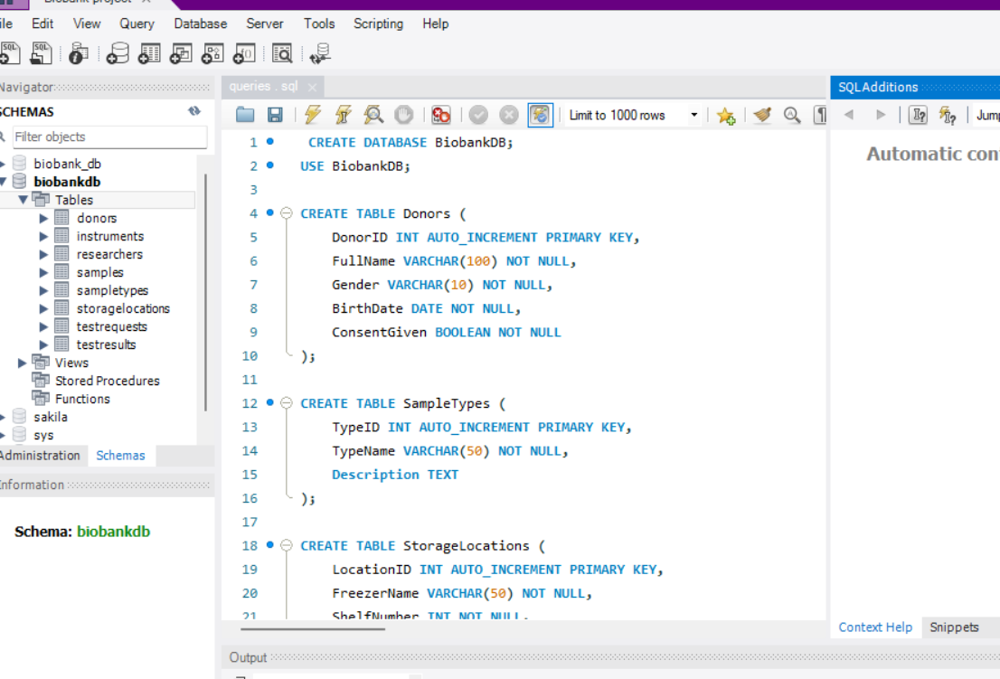 Biobank project
File Edit View Query Database Server Tools Scripting Help
Navigator
SCHEMAS
Filter objects
biobank_db
biobankdb
Tables
donors
instruments
researchers
samples
sampletypes
storagelocations
testrequests
testresults
Views
Stored Procedures
Functions
sakila
sys
Administration Schemas
Information
Schema: biobankdb
queries . sql
Limit to 1000 rows
1 CREATE DATABASE BiobankDB;
2 USE BiobankDB;
3
4 CREATE TABLE Donors (
5 DonorID INT AUTO_INCREMENT PRIMARY KEY,
6 FullName VARCHAR(100) NOT NULL,
7 Gender VARCHAR(10) NOT NULL,
8 BirthDate DATE NOT NULL,
9 ConsentGiven BOOLEAN NOT NULL
10 );
11
12 CREATE TABLE SampleTypes (
13 TypeID INT AUTO_INCREMENT PRIMARY KEY,
14 TypeName VARCHAR(50) NOT NULL,
15 Description TEXT
16 );
17
18 CREATE TABLE StorageLocations (
19 LocationID INT AUTO_INCREMENT PRIMARY KEY,
20 FreezerName VARCHAR(50) NOT NULL,
21 ShelfNumber INT NOT NULL,
Output
SQLAdditions
Jump
Automatic con
Context Help Snippets